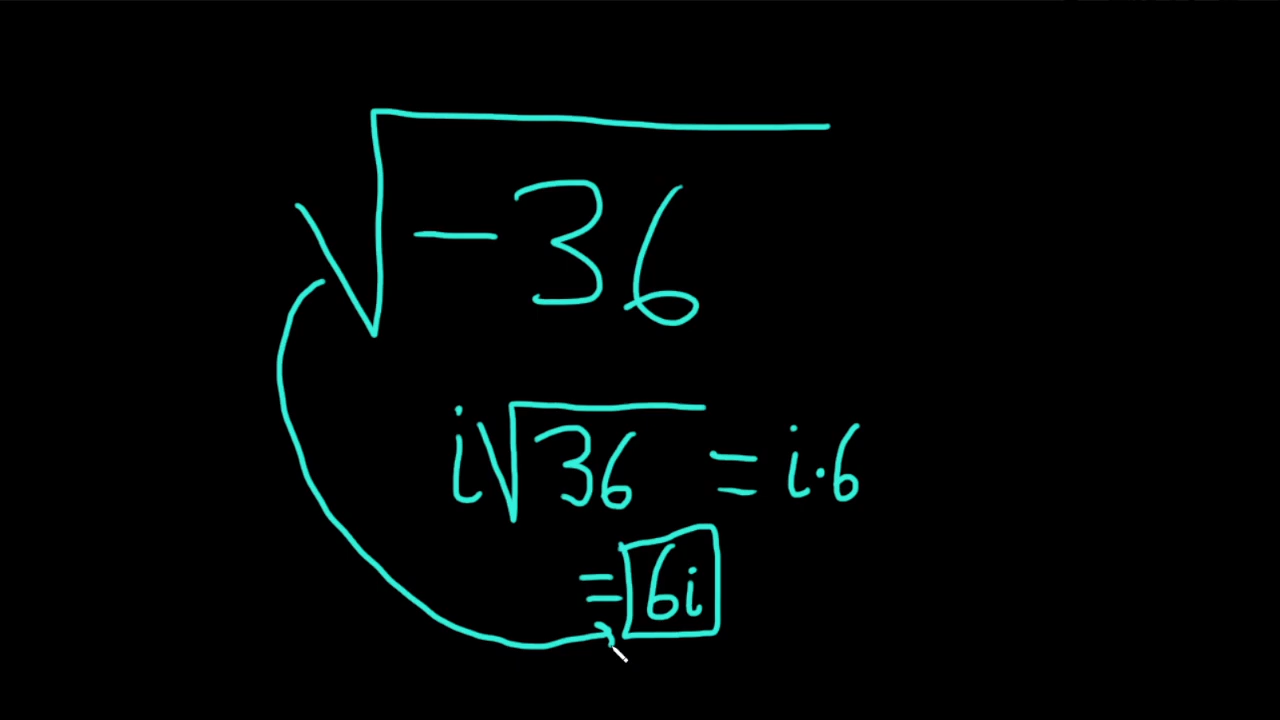 √-36
i√36 = i·6
= 6i